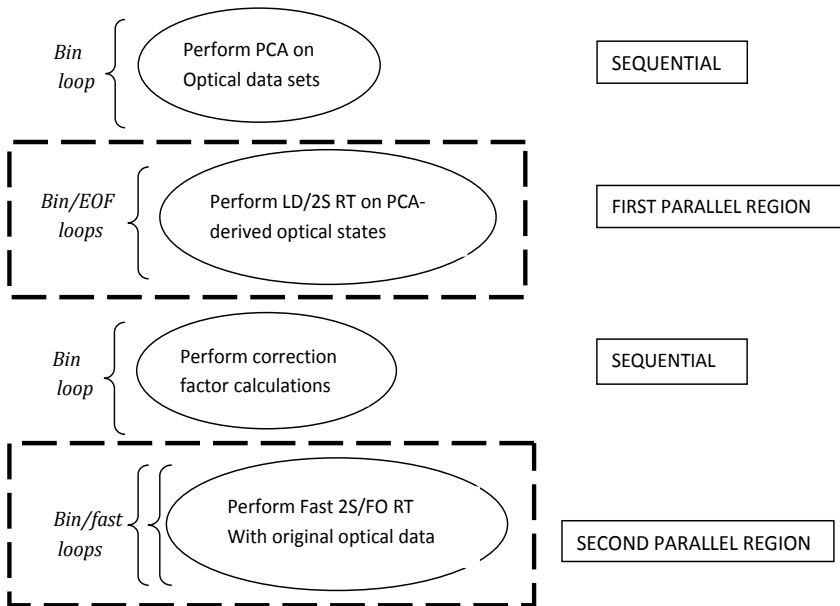 Bin
loop
Perform PCA on
Optical data sets
SEQUENTIAL
Bin/EOF
loops
Perform LD/2S RT on PCA-
derived optical states
FIRST PARALLEL REGION
Bin
loop
Perform correction
factor calculations
SEQUENTIAL
Bin/fast
loops
Perform Fast 2S/FO RT
With original optical data
SECOND PARALLEL REGION